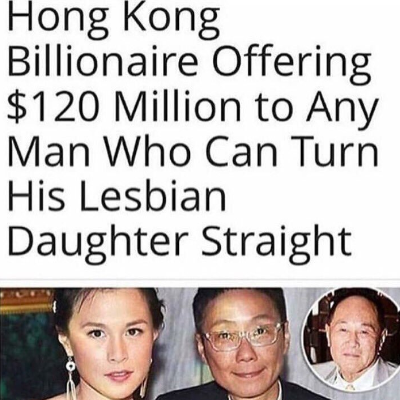 Hong Kong
Billionaire Offering
$120 Million to Any
Man Who Can Turn
His Lesbian
Daughter Straight